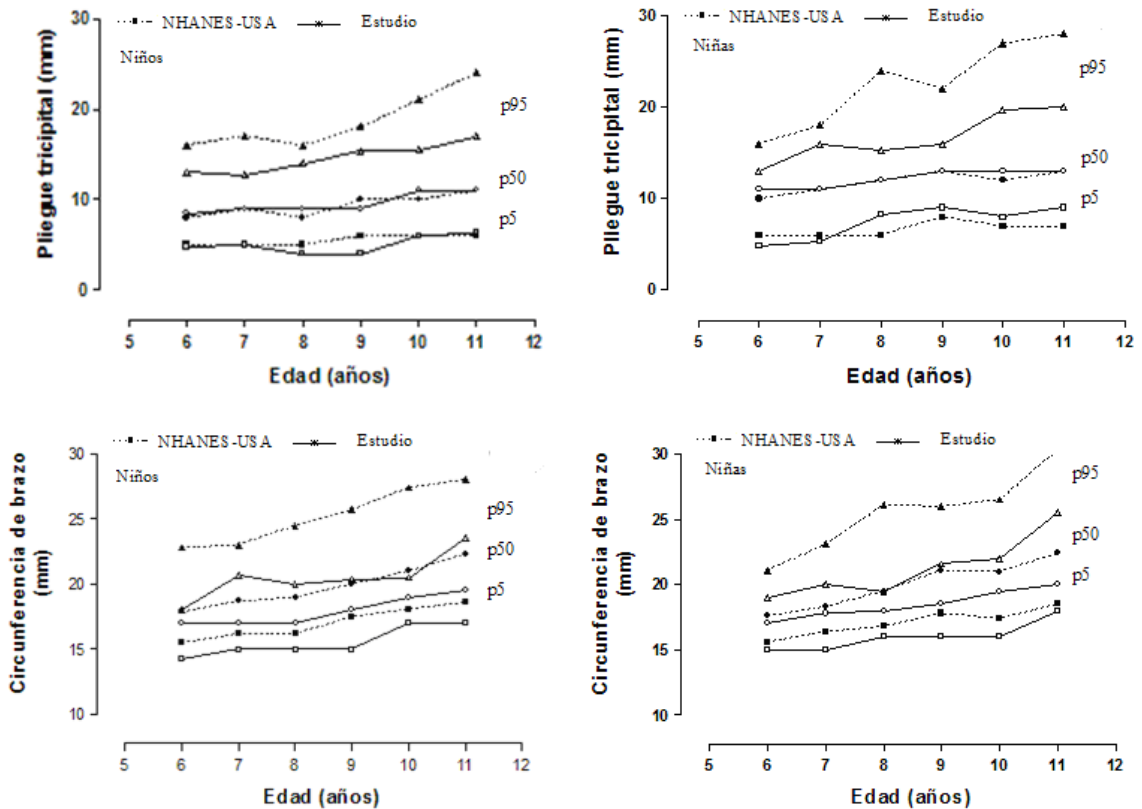 NHANES-USA Estudio
Niños
Pliegue tricipital (mm)
30
20
10
0
p95
p50
p5
5 6 7 8 9 10 11 12
Edad (años)
NHANES-USA Estudio
Niñas
Pliegue tricipital (mm)
30
20
10
0
p95
p50
p5
5 6 7 8 9 10 11 12
Edad (años)
NHANES-USA Estudio
Niños
Circunferencia de brazo
(mm)
30
25
20
15
10
p95
p50
p5
5 6 7 8 9 10 11 12
Edad (años)
NHANES-USA Estudio
Niñas
Circunferencia de brazo
(mm)
30
25
20
15
10
p95
p50
p5
5 6 7 8 9 10 11 12
Edad (años)